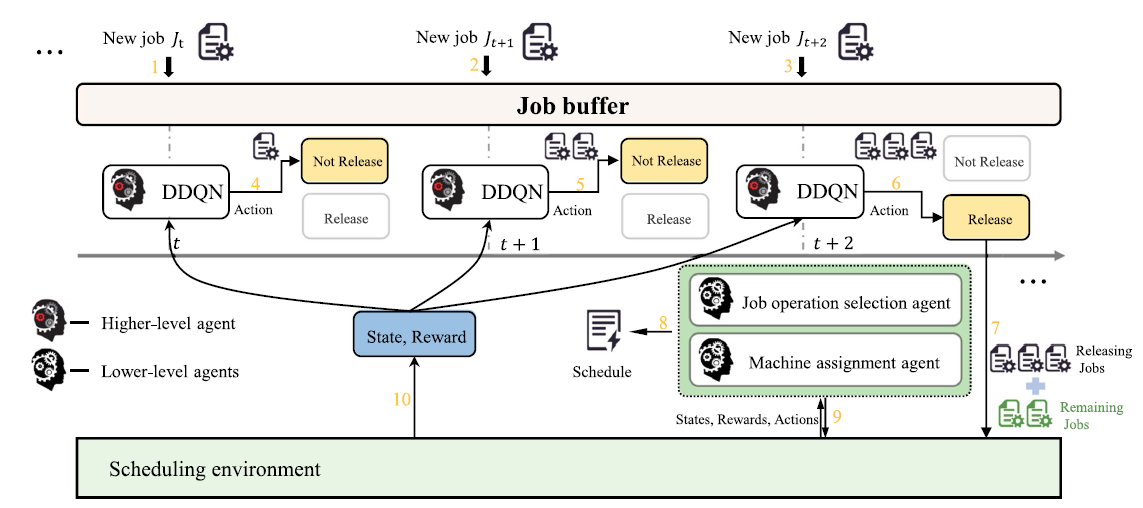 ...
New job J_t
New job J_{t+1}
New job J_{t+2}
1
2
3
Job buffer
DDQN
4
Action
Not Release
Release
DDQN
5
Action
Not Release
Release
DDQN
6
Action
Not Release
Release
t
t + 1
t + 2
...
Higher-level agent
Lower-level agents
State, Reward
Schedule
8
Job operation selection agent
Machine assignment agent
7
Releasing
Jobs
Remaining
Jobs
10
States, Rewards, Actions
9
Scheduling environment